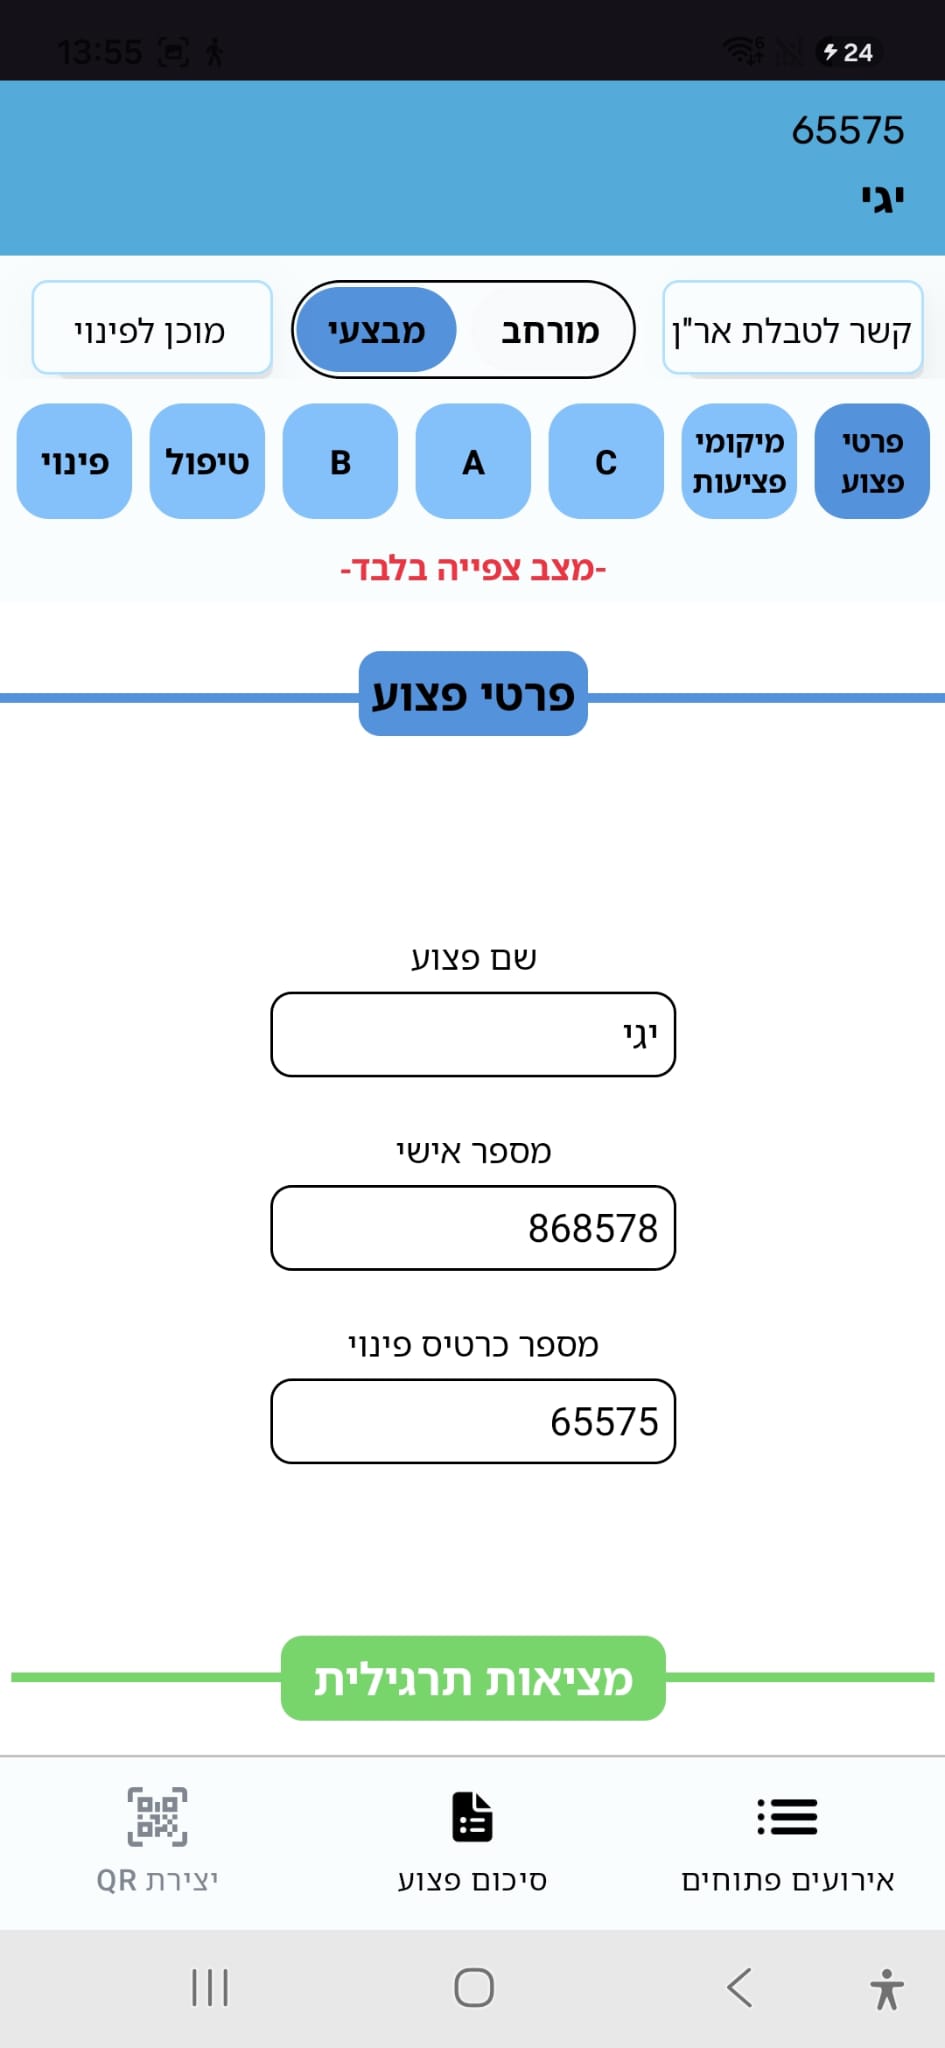 13:55
24
65575
יגי
קשר לטבלת אר"ן
מורחב
מבצעי
מוכן לפינוי
פרטי
פצוע
מיקומי
פציעות
C
A
B
טיפול
פינוי
-מצב צפייה בלבד-
פרטי פצוע
שם פצוע
יגי
מספר אישי
868578
מספר כרטיס פינוי
65575
מציאות תרגילית
אירועים פתוחים
סיכום פצוע
יצירת QR